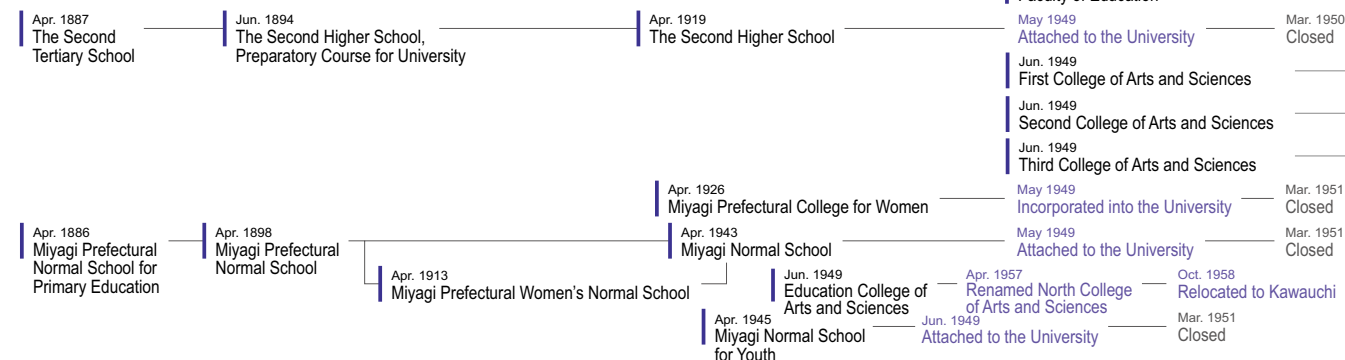 Faculty of Education
Apr. 1887
The Second
Tertiary School
Jun. 1894
The Second Higher School,
Preparatory Course for University
Apr. 1919
The Second Higher School
May 1949
Attached to the University
Mar. 1950
Closed
Jun. 1949
First College of Arts and Sciences
Jun. 1949
Second College of Arts and Sciences
Jun. 1949
Third College of Arts and Sciences
Apr. 1926
Miyagi Prefectural College for Women
May 1949
Incorporated into the University
Mar. 1951
Closed
Apr. 1886
Miyagi Prefectural
Normal School for
Primary Education
Apr. 1898
Miyagi Prefectural
Normal School
Apr. 1943
Miyagi Normal School
May 1949
Attached to the University
Mar. 1951
Closed
Apr. 1913
Miyagi Prefectural Women's Normal School
Jun. 1949
Education College of
Arts and Sciences
Apr. 1957
Renamed North College
of Arts and Sciences
Oct. 1958
Relocated to Kawauchi
Apr. 1945
Miyagi Normal School
for Youth
Jun. 1949
Attached to the University
Mar. 1951
Closed